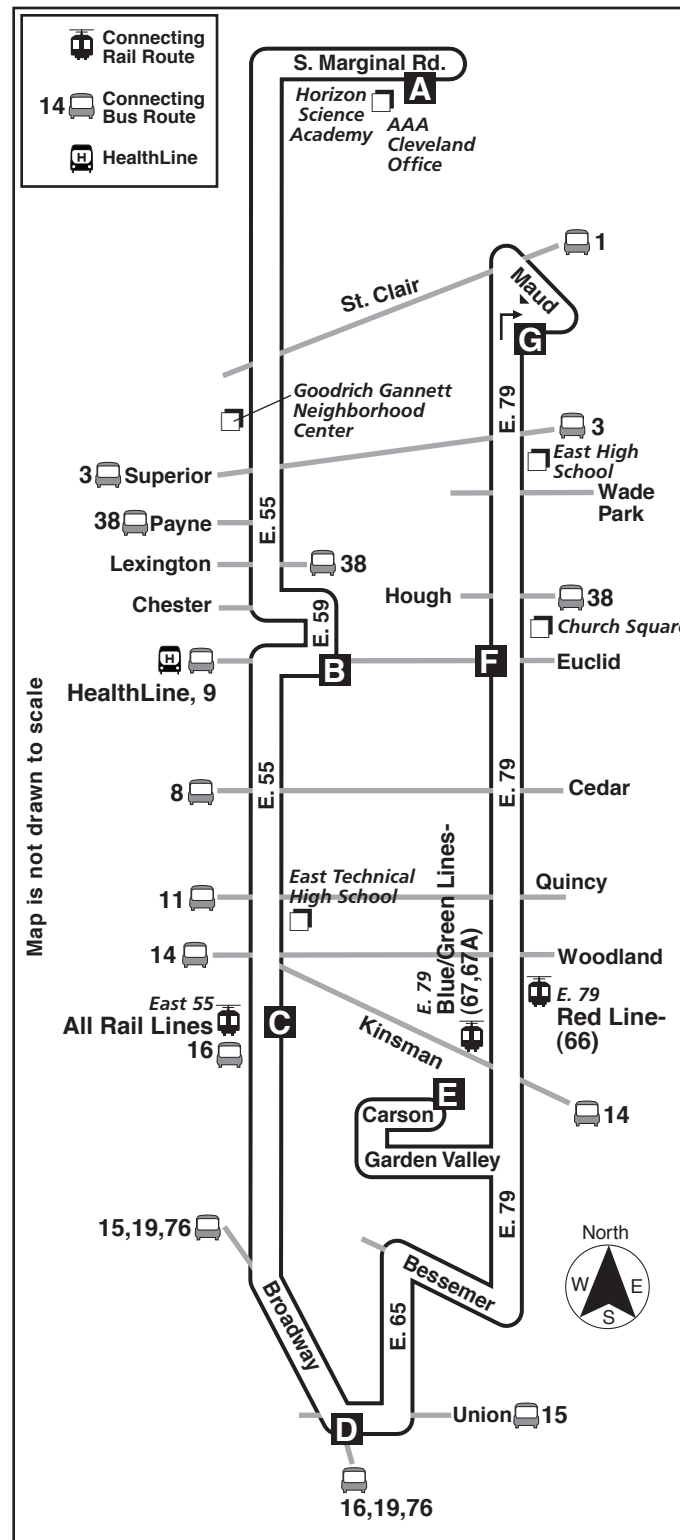 Connecting
Rail Route
14 Connecting
Bus Route
H HealthLine
S. Marginal Rd.
A
Horizon
Science
Academy
AAA
Cleveland
Office
1
St. Clair
Maud
G
Goodrich Gannett
Neighborhood
Center
E. 79
3
3 Superior
East High
School
38 Payne
E. 55
Wade
Park
Lexington
38
Chester
E. 59
Hough
38
Church Square
H
B
F
Euclid
HealthLine, 9
E. 55
E. 79
8
Cedar
Map is not drawn to scale
East Technical
High School
11
Quincy
14
Woodland
E. 79
Blue/Green Lines-
(67,67A)
East 55
All Rail Lines
16
C
E. 79
Red Line-
(66)
Kinsman
14
E
Carson
Garden Valley
E. 79
15,19,76
Broadway
Bessemer
E. 65
North
W
E
S
D
Union 15
16,19,76